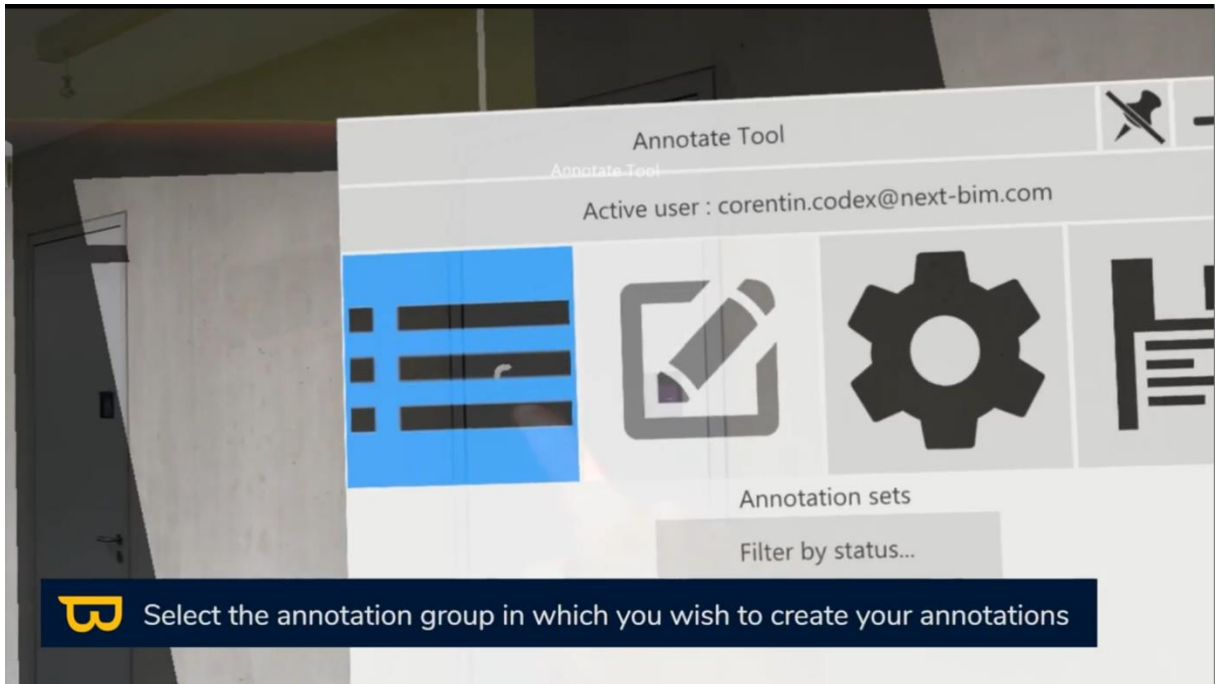 Annotate Tool
Annotate Tool
Active user : corentin.codex@next-bim.com
Annotation sets
Filter by status...
Select the annotation group in which you wish to create your annotations